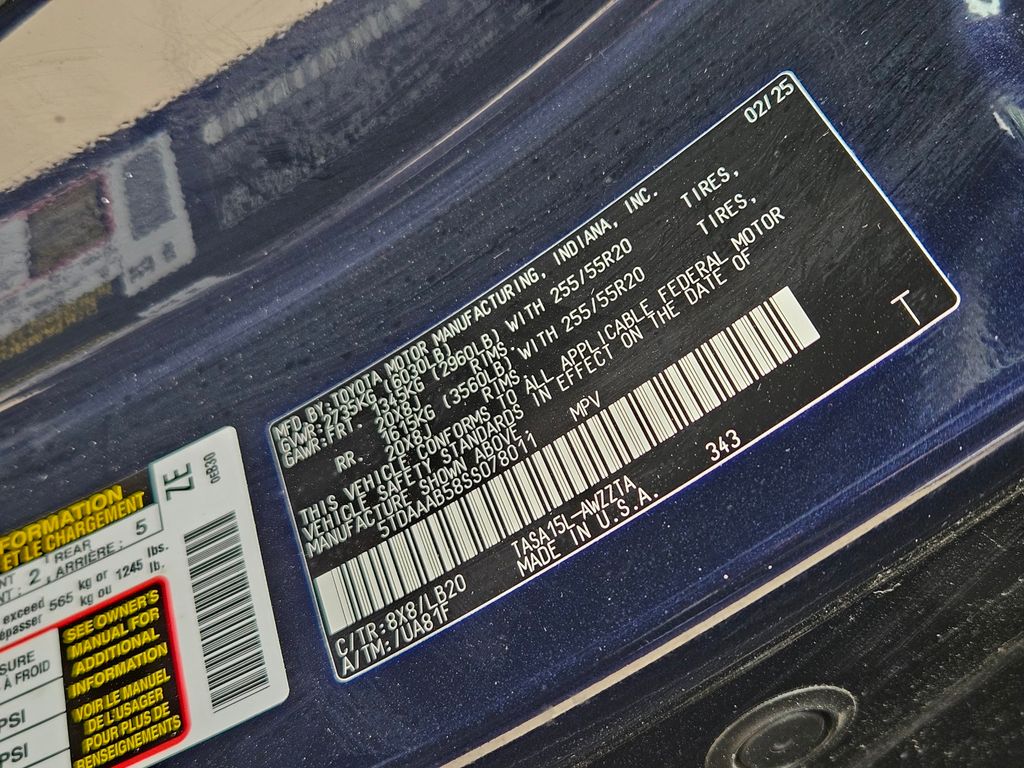 MFD.BY:TOYOTA MOTOR MANUFACTURING, INDIANA, INC. 02/25
GVWR:2735KG (6030LB)
GAWR:FRT. 1345KG (2960LB) WITH 255/55R20 TIRES,
20X8J RIMS,
RR. 1615KG (3560LB) WITH 255/55R20 TIRES,
20X8J RIMS
THIS VEHICLE CONFORMS TO ALL APPLICABLE FEDERAL MOTOR
VEHICLE SAFETY STANDARDS IN EFFECT ON THE DATE OF
MANUFACTURE SHOWN ABOVE.
5TDAAAB58SS078011 MPV
T
C/TR:8X8/LB20 TASA15L-AWZZTA 343
A/TM:/UA81F MADE IN U.S.A.
ZE
ET LE CHARGEMENT
2 REAR
ARRIÈRE: 5
exceed 565 kg or 1245 lbs.
kg ou lb.
À FROID
PSI
PSI
SEE OWNER'S
MANUAL FOR
ADDITIONAL
INFORMATION
VOIR LE MANUEL
DE L'USAGER
POUR PLUS DE
RENSEIGNEMENTS